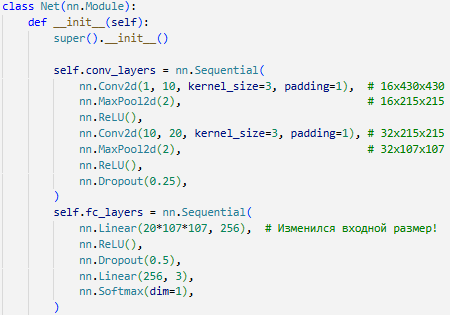 class Net(nn.Module):
    def __init__(self):
        super().__init__()

        self.conv_layers = nn.Sequential(
            nn.Conv2d(1, 10, kernel_size=3, padding=1),  # 16x430x430
            nn.MaxPool2d(2),                             # 16x215x215
            nn.ReLU(),
            nn.Conv2d(10, 20, kernel_size=3, padding=1), # 32x215x215
            nn.MaxPool2d(2),                             # 32x107x107
            nn.ReLU(),
            nn.Dropout(0.25),
        )
        self.fc_layers = nn.Sequential(
            nn.Linear(20*107*107, 256),  # Изменился входной размер!
            nn.ReLU(),
            nn.Dropout(0.5),
            nn.Linear(256, 3),
            nn.Softmax(dim=1),
        )